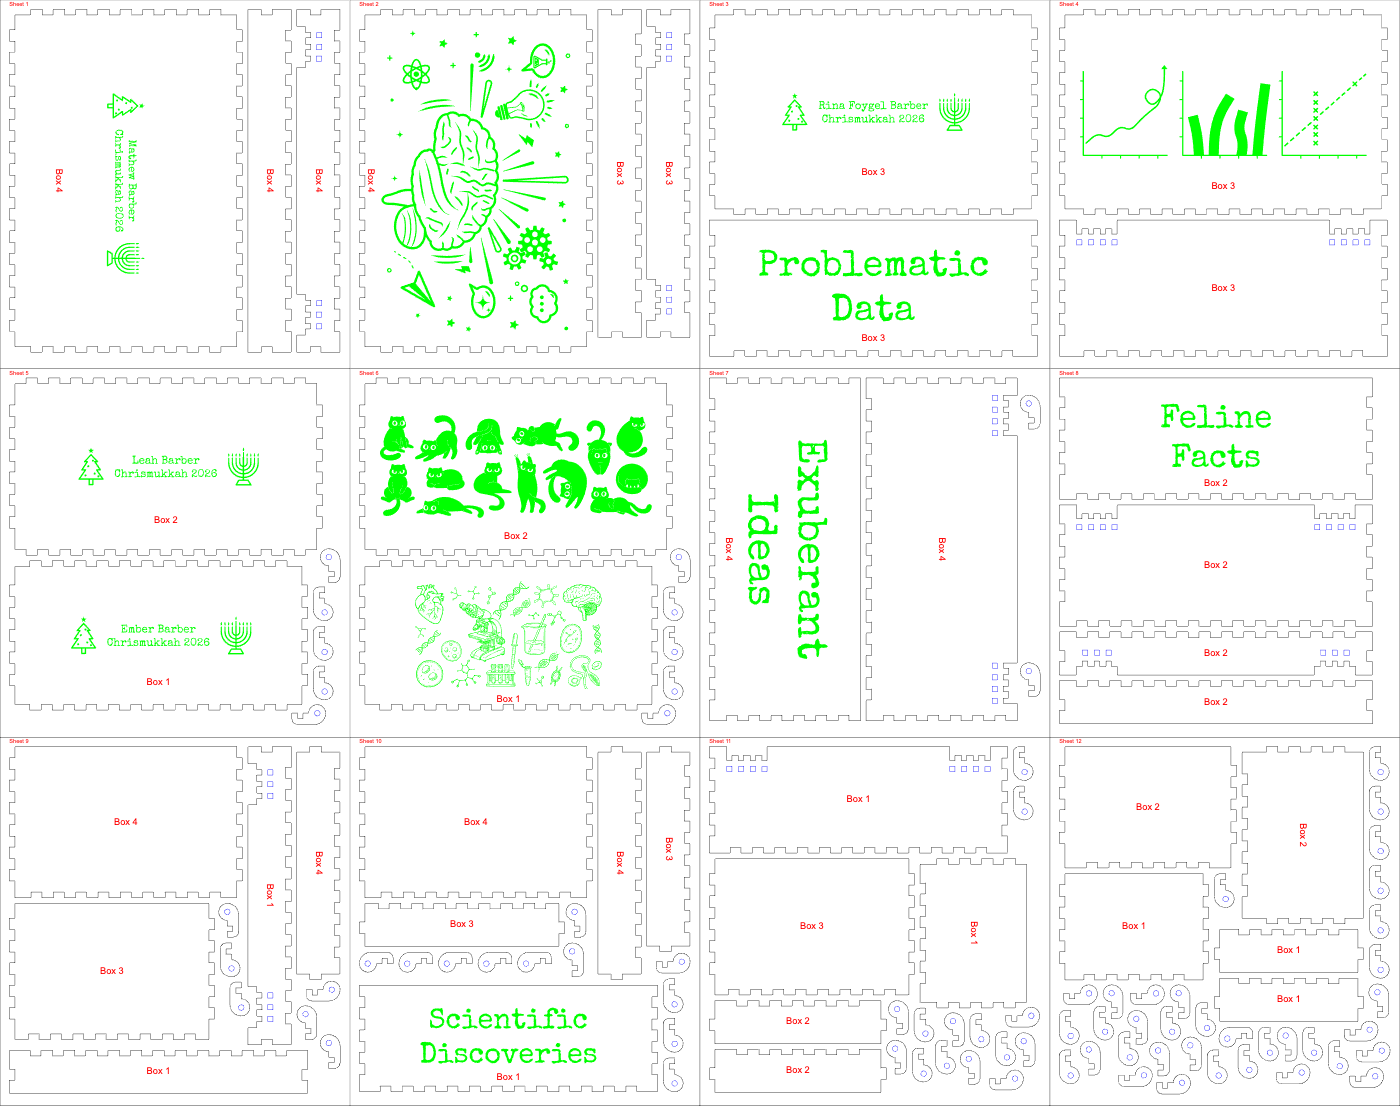 Sheet 1
Mathew Barber
Chrismukkah 2026
Box 4
Box 4
Box 4
Sheet 2
Box 4
Box 3
Box 3
Sheet 3
Rina Foygel Barber
Chrismukkah 2026
Box 3
Problematic
Data
Box 3
Sheet 4
Box 3
Box 3
Sheet 5
Leah Barber
Chrismukkah 2026
Box 2
Ember Barber
Chrismukkah 2026
Box 1
Sheet 6
Box 2
Box 1
Sheet 7
Exuberant
Ideas
Box 4
Box 4
Sheet 8
Feline
Facts
Box 2
Box 2
Box 2
Box 2
Sheet 9
Box 4
Box 4
Box 1
Box 3
Box 1
Sheet 10
Box 4
Box 4
Box 3
Box 3
Scientific
Discoveries
Box 1
Sheet 11
Box 1
Box 3
Box 1
Box 2
Box 2
Sheet 12
Box 2
Box 2
Box 1
Box 1
Box 1